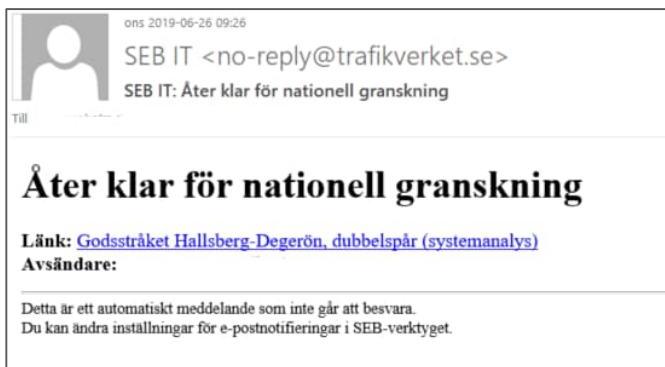 ons 2019-06-26 09:26
SEB IT <no-reply@trafikverket.se>
SEB IT: Åter klar för nationell granskning
Till
Åter klar för nationell granskning
Länk: Godsstråket Hallsberg-Degerön, dubbelspår (systemanalys)
Avsändare:
Detta är ett automatiskt meddelande som inte går att besvara.
Du kan ändra inställningar för e-postnotifieringar i SEB-verktyget.